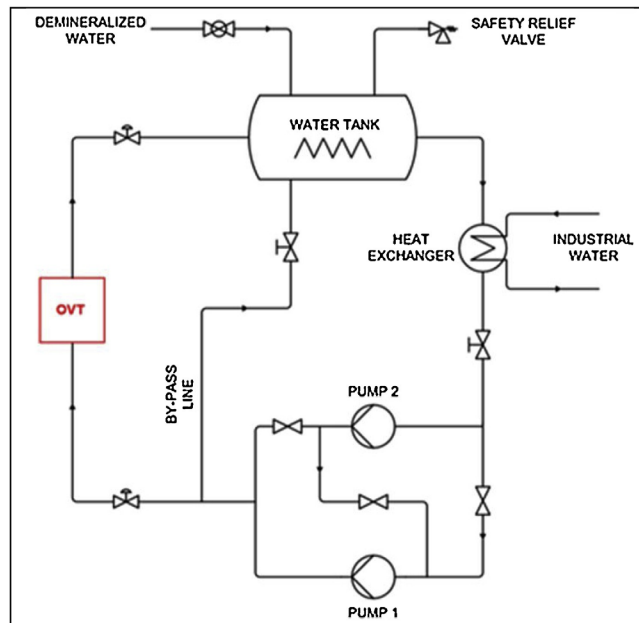 DEMINERALIZED
WATER
SAFETY RELIEF
VALVE
WATER TANK
HEAT
EXCHANGER
INDUSTRIAL
WATER
OVT
BY-PASS
LINE
PUMP 2
PUMP 1